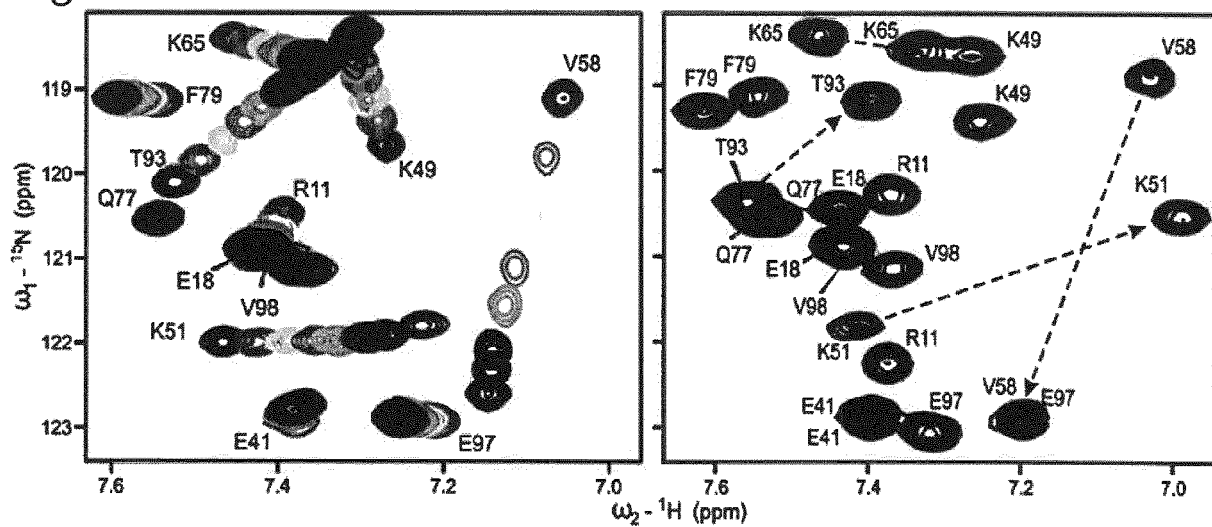 K65
V58
F79
K49
T93
R11
Q77
E18
V98
K51
E41
E97
K65
K65
K49
V58
F79
F79
T93
K49
T93
Q77
E18
R11
K51
Q77
E18
V98
K51
R11
E41
E97
V58
E97
E41
119
120
121
122
123
ω₁ - ¹⁵N (ppm)
7.6
7.4
7.2
7.0
7.6
7.4
7.2
7.0
ω₂ - ¹H (ppm)